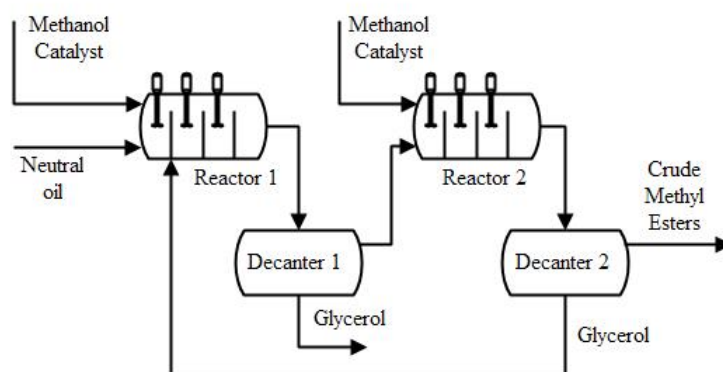 Methanol
Catalyst
Methanol
Catalyst
Neutral
oil
Reactor 1
Reactor 2
Crude
Methyl
Esters
Decanter 1
Decanter 2
Glycerol
Glycerol